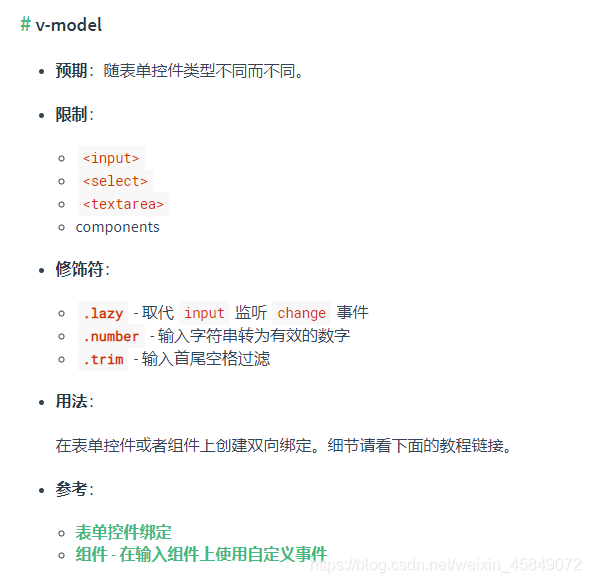 # v-model
预期：随表单控件类型不同而不同。
限制：
<input>
<select>
<textarea>
components
修饰符：
.lazy - 取代 input 监听 change 事件
.number - 输入字符串转为有效的数字
.trim - 输入首尾空格过滤
用法：
在表单控件或者组件上创建双向绑定。细节请看下面的教程链接。
参考：
表单控件绑定
组件 - 在输入组件上使用自定义事件
https://blog.csdn.net/weixin_45849072